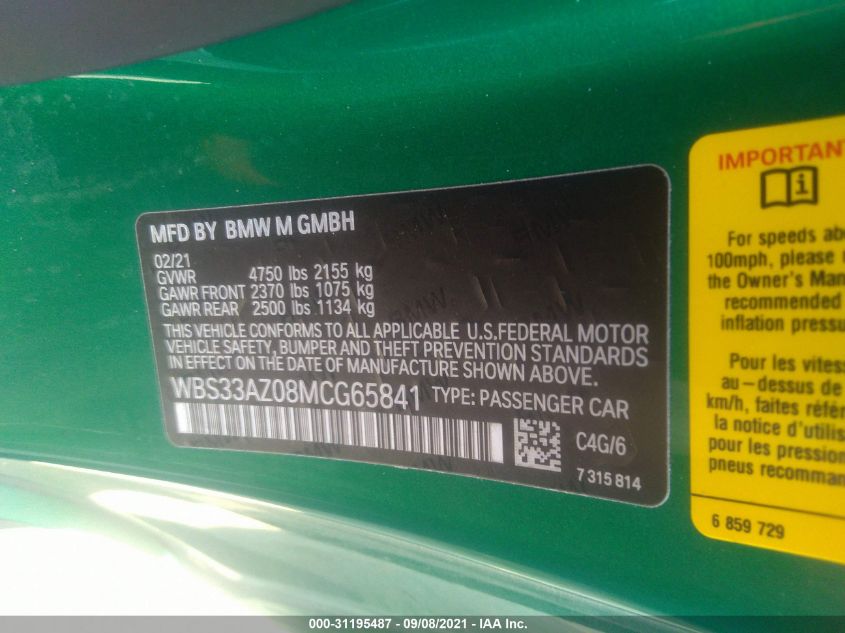 MFD BY BMW M GMBH
02/21
GVWR 4750 lbs 2155 kg
GAWR FRONT 2370 lbs 1075 kg
GAWR REAR 2500 lbs 1134 kg
THIS VEHICLE CONFORMS TO ALL APPLICABLE U.S.FEDERAL MOTOR
VEHICLE SAFETY, BUMPER AND THEFT PREVENTION STANDARDS
IN EFFECT ON THE DATE OF MANUFACTURE SHOWN ABOVE.
WBS33AZ08MCG65841 TYPE: PASSENGER CAR
C4G/6
7 315 814
IMPORTANT
For speeds abo
100mph, please
the Owner's Man
recommended
inflation pressu
Pour les vitess
au-dessus de
km/h, faites réfé
la notice d'utilis
pour les pression
pneus recomman
6 859 729
000-31195487 - 09/08/2021 - IAA Inc.